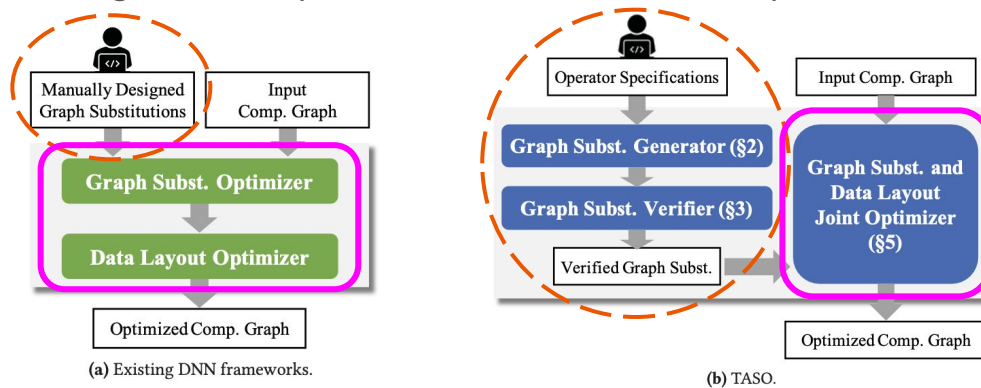 </>
Manually Designed
Graph Substitutions
Input
Comp. Graph
Graph Subst. Optimizer
Data Layout Optimizer
Optimized Comp. Graph
(a) Existing DNN frameworks.
</>
Operator Specifications
Input Comp. Graph
Graph Subst. Generator (§2)
Graph Subst. Verifier (§3)
Verified Graph Subst.
Graph Subst. and
Data Layout
Joint Optimizer
(§5)
Optimized Comp. Graph
(b) TASO.